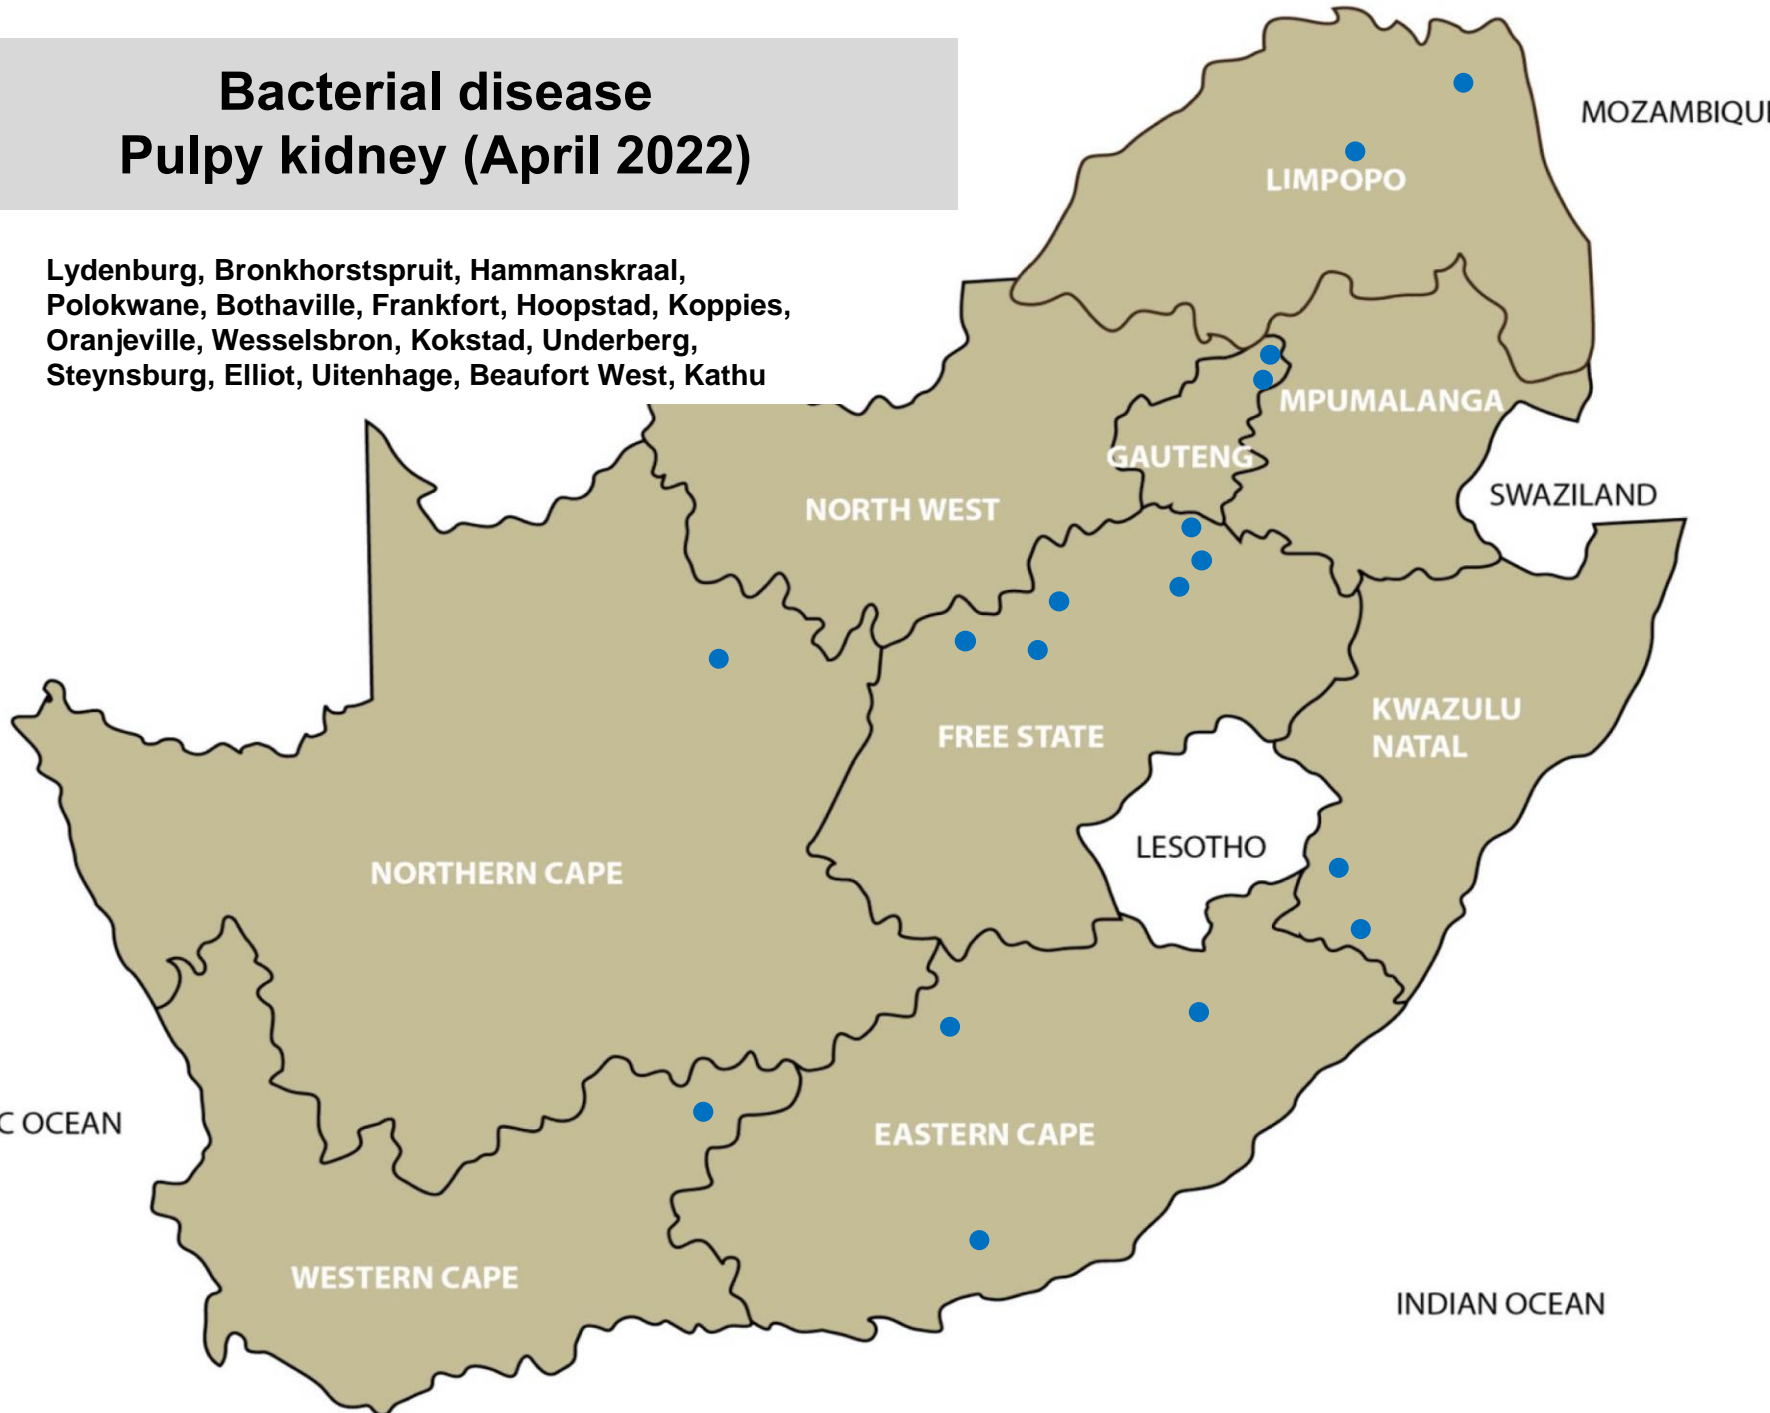 Bacterial disease
Pulpy kidney (April 2022)
Lydenburg, Bronkhorstspruit, Hammanskraal,
Polokwane, Bothaville, Frankfort, Hoopstad, Koppies,
Oranjeville, Wesselsbron, Kokstad, Underberg,
Steynsburg, Elliot, Uitenhage, Beaufort West, Kathu
MOZAMBIQUE
LIMPOPO
MPUMALANGA
GAUTENG
SWAZILAND
NORTH WEST
KWAZULU
NATAL
FREE STATE
LESOTHO
NORTHERN CAPE
C OCEAN
EASTERN CAPE
WESTERN CAPE
INDIAN OCEAN